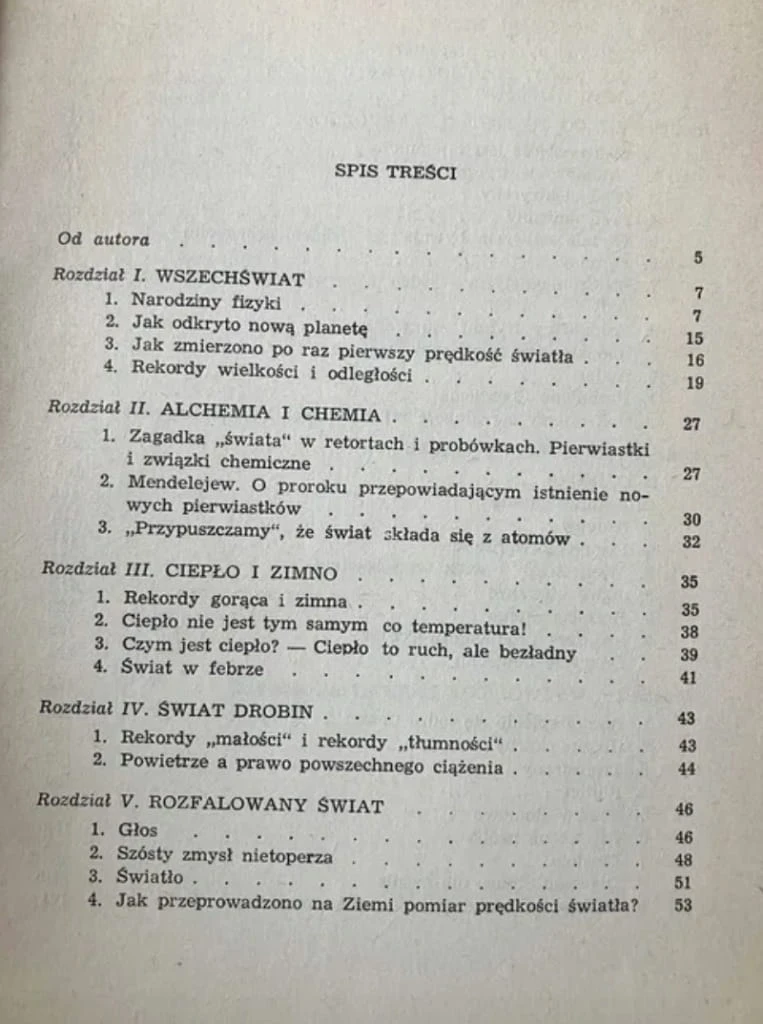 SPIS TREŚCI
Od autora . . . . . . . . . . . . . . . 5
Rozdział I. WSZECHŚWIAT . . . . . . . . . . . 7
1. Narodziny fizyki . . . . . . . . . . . . 7
2. Jak odkryto nową planetę . . . . . . . . . 15
3. Jak zmierzono po raz pierwszy prędkość światła . . . 16
4. Rekordy wielkości i odległości . . . . . . . . 19
Rozdział II. ALCHEMIA I CHEMIA . . . . . . . . . 27
1. Zagadka „świata“ w retortach i probówkach. Pierwiastki
i związki chemiczne . . . . . . . . . . . 27
2. Mendelejew. O proroku przepowiadającym istnienie no-
wych pierwiastków . . . . . . . . . . . 30
3. „Przypuszczamy“, że świat składa się z atomów . . . 32
Rozdział III. CIEPŁO I ZIMNO . . . . . . . . . . 35
1. Rekordy gorąca i zimna . . . . . . . . . . 35
2. Ciepło nie jest tym samym co temperatura! . . . . 38
3. Czym jest ciepło? — Ciepło to ruch, ale bezładny . . 39
4. Świat w febrze . . . . . . . . . . . . 41
Rozdział IV. ŚWIAT DROBIN . . . . . . . . . . . 43
1. Rekordy „małości“ i rekordy „tłumności“ . . . . . 43
2. Powietrze a prawo powszechnego ciążenia . . . . . 44
Rozdział V. ROZFALOWANY ŚWIAT . . . . . . . . 46
1. Głos . . . . . . . . . . . . . . . 46
2. Szósty zmysł nietoperza . . . . . . . . . . 48
3. Światło . . . . . . . . . . . . . . 51
4. Jak przeprowadzono na Ziemi pomiar prędkości światła? 53